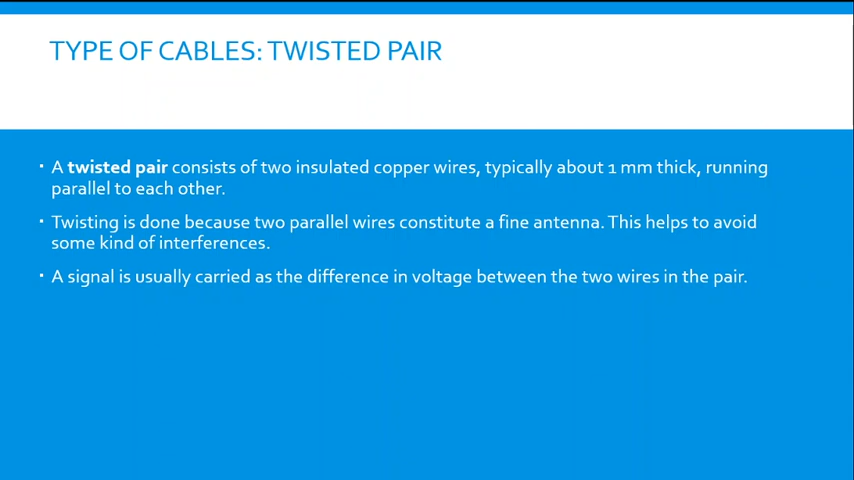 TYPE OF CABLES: TWISTED PAIR
▪ A twisted pair consists of two insulated copper wires, typically about 1 mm thick, running
parallel to each other.
▪ Twisting is done because two parallel wires constitute a fine antenna. This helps to avoid
some kind of interferences.
▪ A signal is usually carried as the difference in voltage between the two wires in the pair.